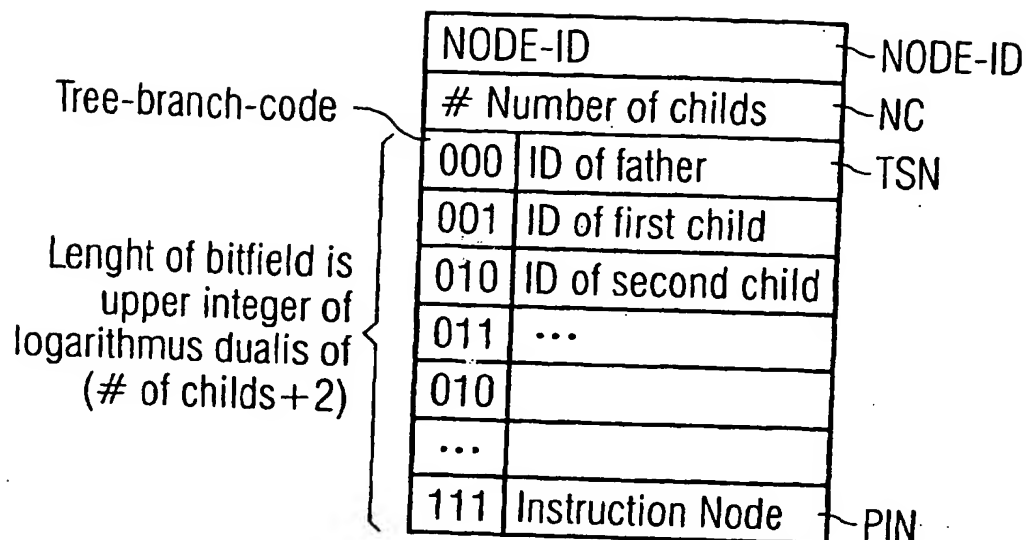 NODE-ID
NODE-ID
Tree-branch-code
# Number of childs
NC
000 ID of father
TSN
001 ID of first child
010 ID of second child
011 ...
010
...
111 Instruction Node
PIN
Lenght of bitfield is
upper integer of
logarithmus dualis of
(# of childs+2)